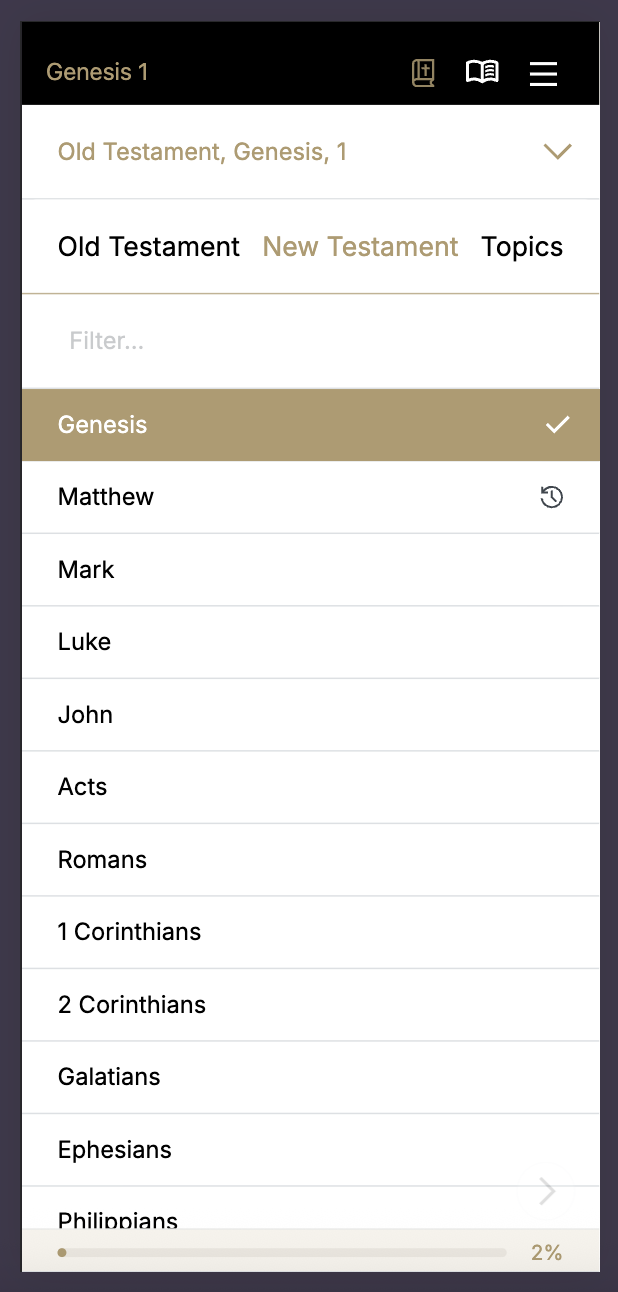 Genesis 1
Old Testament, Genesis, 1
Old Testament New Testament Topics
Filter...
Genesis
Matthew
Mark
Luke
John
Acts
Romans
1 Corinthians
2 Corinthians
Galatians
Ephesians
Philippians
2%